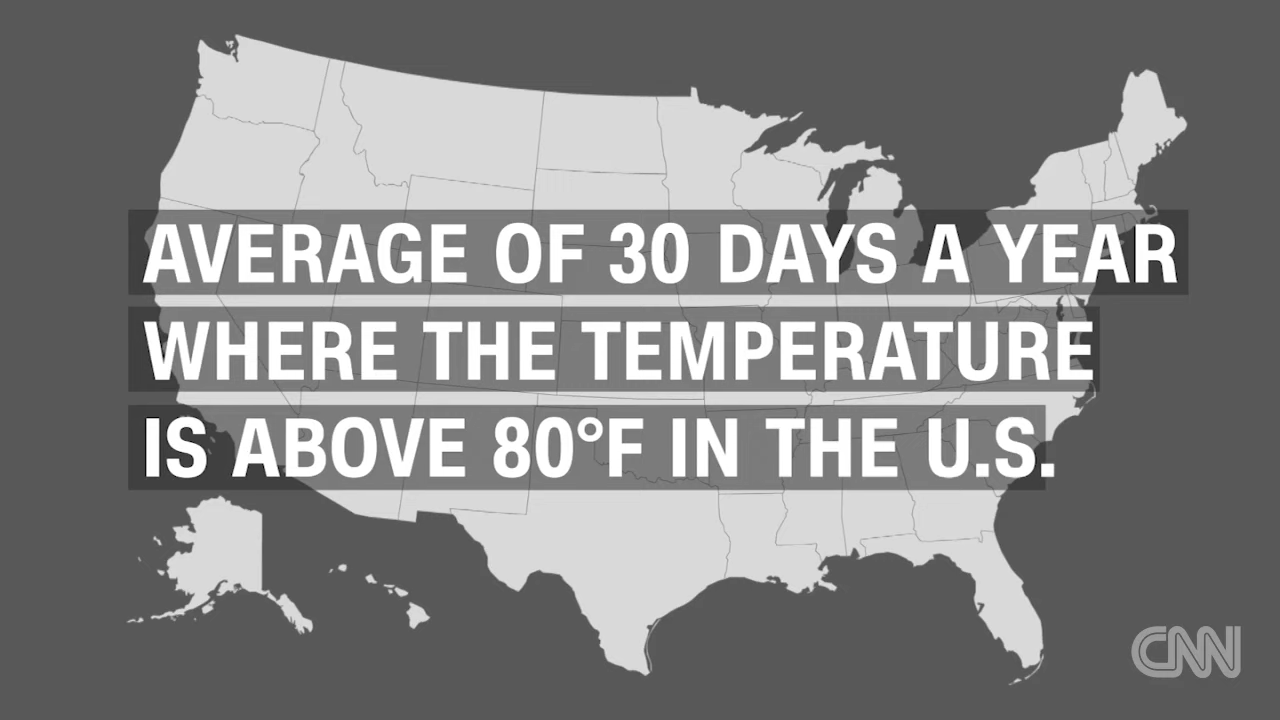 AVERAGE OF 30 DAYS A YEAR
WHERE THE TEMPERATURE
IS ABOVE 80°F IN THE U.S.
CNN